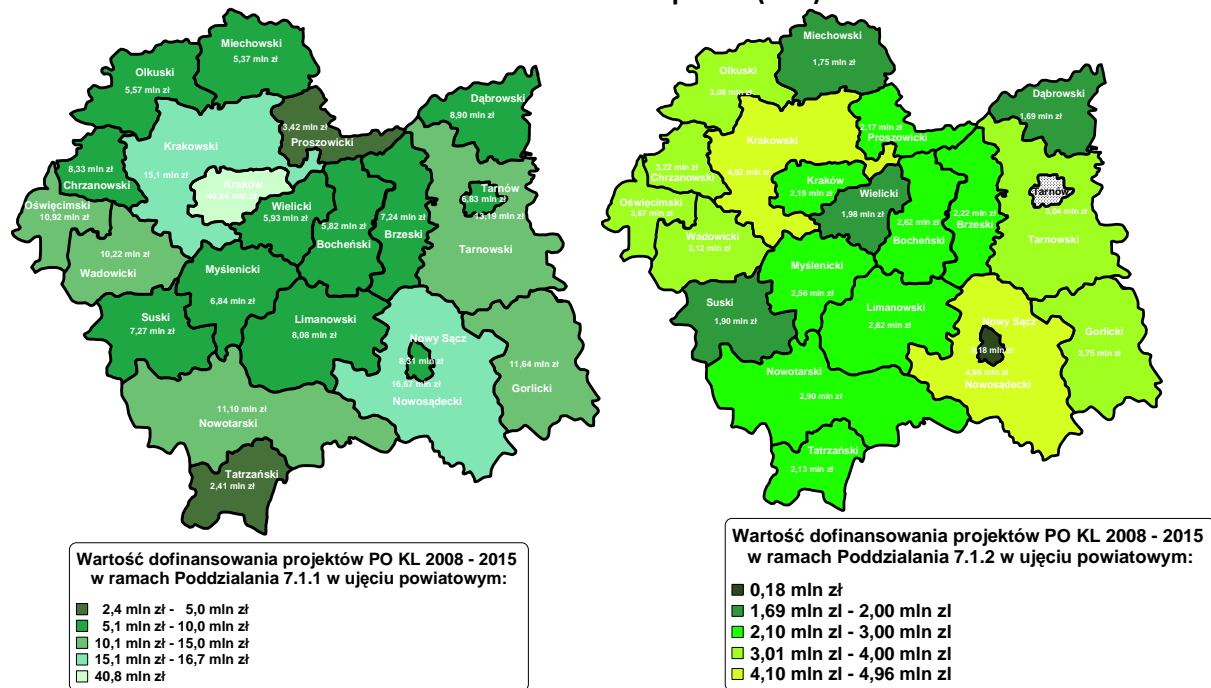 Miechowski
5,37 mln zł
Olkuski
5,57 mln zł
3,42 mln zł
Proszowicki
Dąbrowski
8,90 mln zł
Krakowski
15,1 mln zł
8,33 mln zł
Chrzanowski
Kraków
40,84 mln zł
Oświęcimski
10,92 mln zł
Wielicki
5,93 mln zł
5,82 mln zł
Bocheński
7,24 mln zł
Brzeski
Tarnów
6,83 mln zł
13,19 mln zł
Tarnowski
10,22 mln zł
Wadowicki
Myślenicki
6,84 mln zł
Suski
7,27 mln zł
Limanowski
8,08 mln zł
Nowy Sącz
8,31 mln zł
16,67 mln zł
Nowosądecki
11,64 mln zł
Gorlicki
11,10 mln zł
Nowotarski
Tatrzański
2,41 mln zł
Wartość dofinansowania projektów PO KL 2008 - 2015
w ramach Poddzialania 7.1.1 w ujęciu powiatowym:
2,4 mln zł - 5,0 mln zł
5,1 mln zł - 10,0 mln zł
10,1 mln zł - 15,0 mln zł
15,1 mln zł - 16,7 mln zł
40,8 mln zł
Miechowski
1,75 mln zł
Olkuski
3,08 mln zł
2,17 mln zł
Proszowicki
Dąbrowski
1,69 mln zł
Krakowski
4,92 mln zł
3,22 mln zł
Chrzanowski
Kraków
2,19 mln zł
Oświęcimski
3,67 mln zł
Wielicki
1,98 mln zł
2,62 mln zł
Bocheński
2,22 mln zł
Brzeski
Tarnów
3,04 mln zł
Tarnowski
Wadowicki
3,12 mln zł
Myślenicki
2,56 mln zł
Suski
1,90 mln zł
Limanowski
2,62 mln zł
Nowy Sącz
0,18 mln zł
4,96 mln zł
Nowosądecki
Gorlicki
3,75 mln zł
Nowotarski
2,90 mln zł
Tatrzański
2,13 mln zł
Wartość dofinansowania projektów PO KL 2008 - 2015
w ramach Poddzialania 7.1.2 w ujęciu powiatowym:
0,18 mln zł
1,69 mln zl - 2,00 mln zl
2,10 mln zl - 3,00 mln zl
3,01 mln zl - 4,00 mln zl
4,10 mln zl - 4,96 mln zl